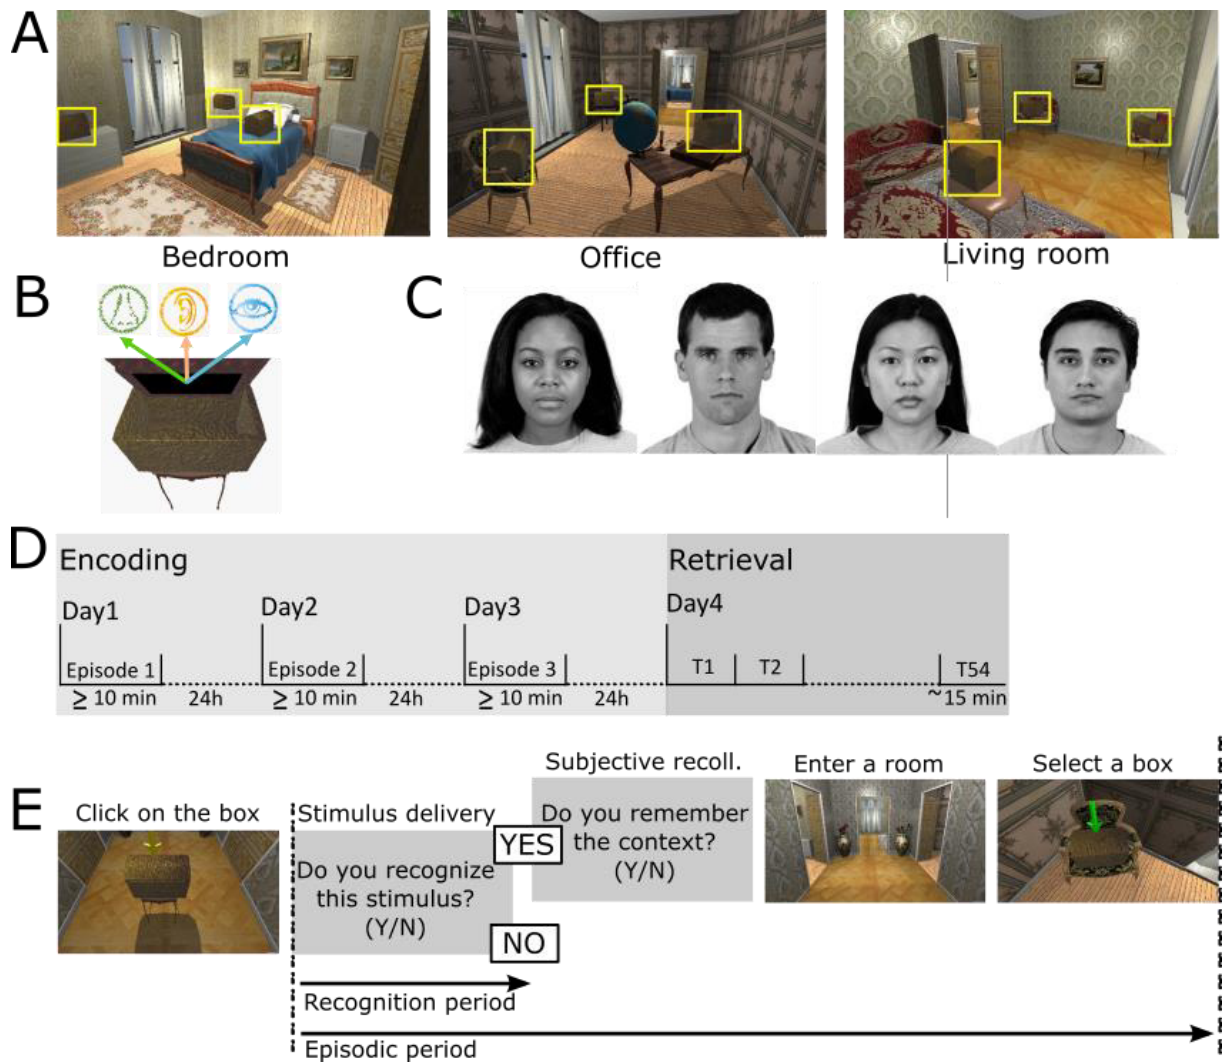 A
Bedroom
Office
Living room
B
C
D
Encoding
Retrieval
Day1
Day2
Day3
Day4
Episode 1
Episode 2
Episode 3
T1
T2
T54
≥ 10 min
24h
≥ 10 min
24h
≥ 10 min
24h
~15 min
E
Click on the box
Stimulus delivery
Do you recognize
this stimulus?
(Y/N)
YES
NO
Subjective recoll.
Do you remember
the context?
(Y/N)
Enter a room
Select a box
Recognition period
Episodic period